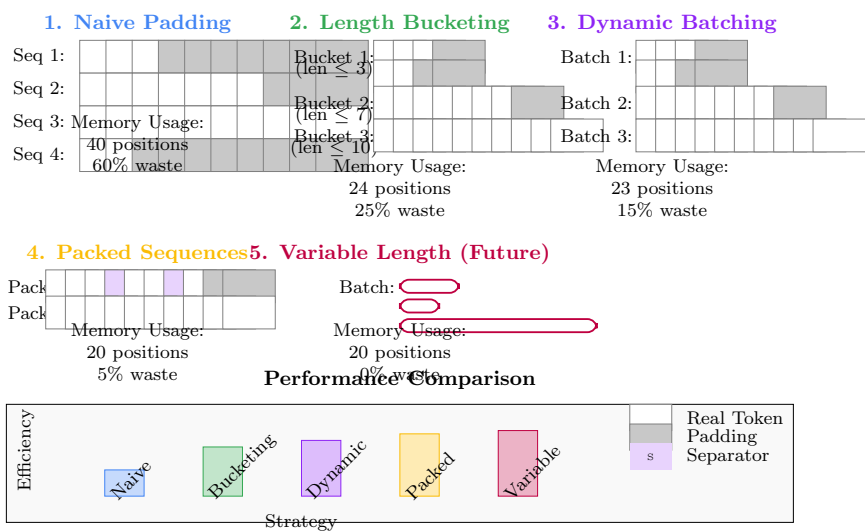 1. Naive Padding
2. Length Bucketing
3. Dynamic Batching
Seq 1:
Seq 2:
Seq 3:
Seq 4:
Memory Usage:
40 positions
60% waste
Bucket 1:
(len ≤ 3)
Bucket 2:
(len ≤ 7)
Bucket 3:
(len ≤ 10)
Memory Usage:
24 positions
25% waste
Batch 1:
Batch 2:
Batch 3:
Memory Usage:
23 positions
15% waste
4. Packed Sequences
5. Variable Length (Future)
Pack
Pack
Memory Usage:
20 positions
5% waste
Batch:
Memory Usage:
20 positions
0% waste
Performance Comparison
Efficiency
Naive
Bucketing
Dynamic
Packed
Variable
Strategy
Real Token
Padding
s Separator